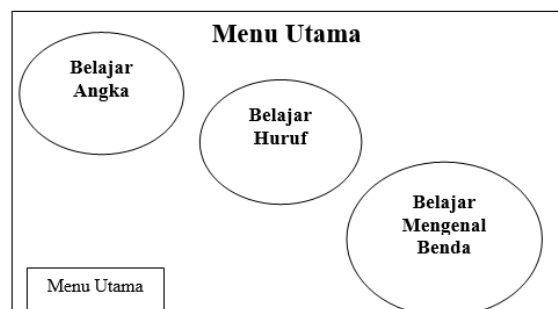 Menu Utama
Belajar
Angka
Belajar
Huruf
Belajar
Mengenal
Benda
Menu Utama